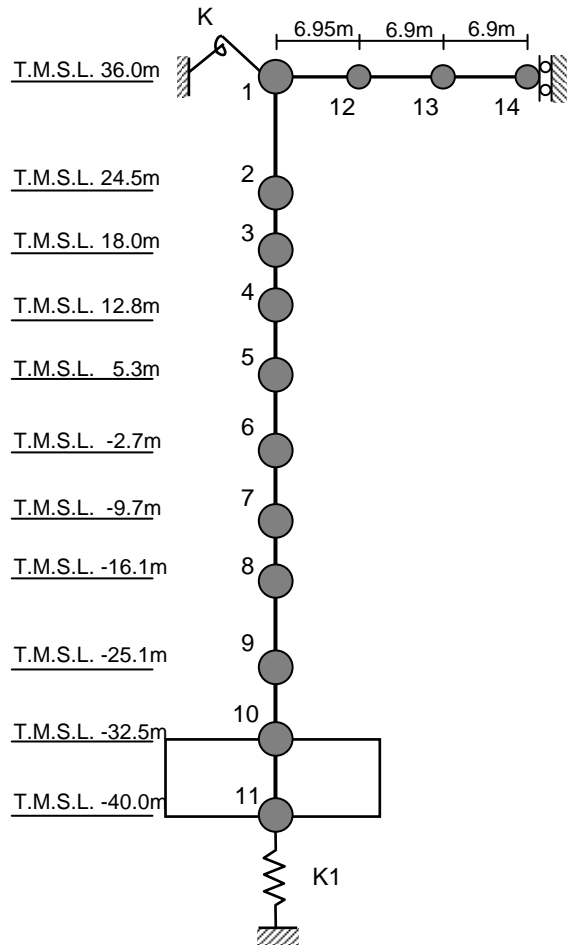 K
6.95m 6.9m 6.9m
T.M.S.L. 36.0m
1 12 13 14
T.M.S.L. 24.5m 2
T.M.S.L. 18.0m 3
T.M.S.L. 12.8m 4
T.M.S.L. 5.3m 5
T.M.S.L. -2.7m 6
T.M.S.L. -9.7m 7
T.M.S.L. -16.1m 8
T.M.S.L. -25.1m 9
T.M.S.L. -32.5m 10
T.M.S.L. -40.0m 11
K1